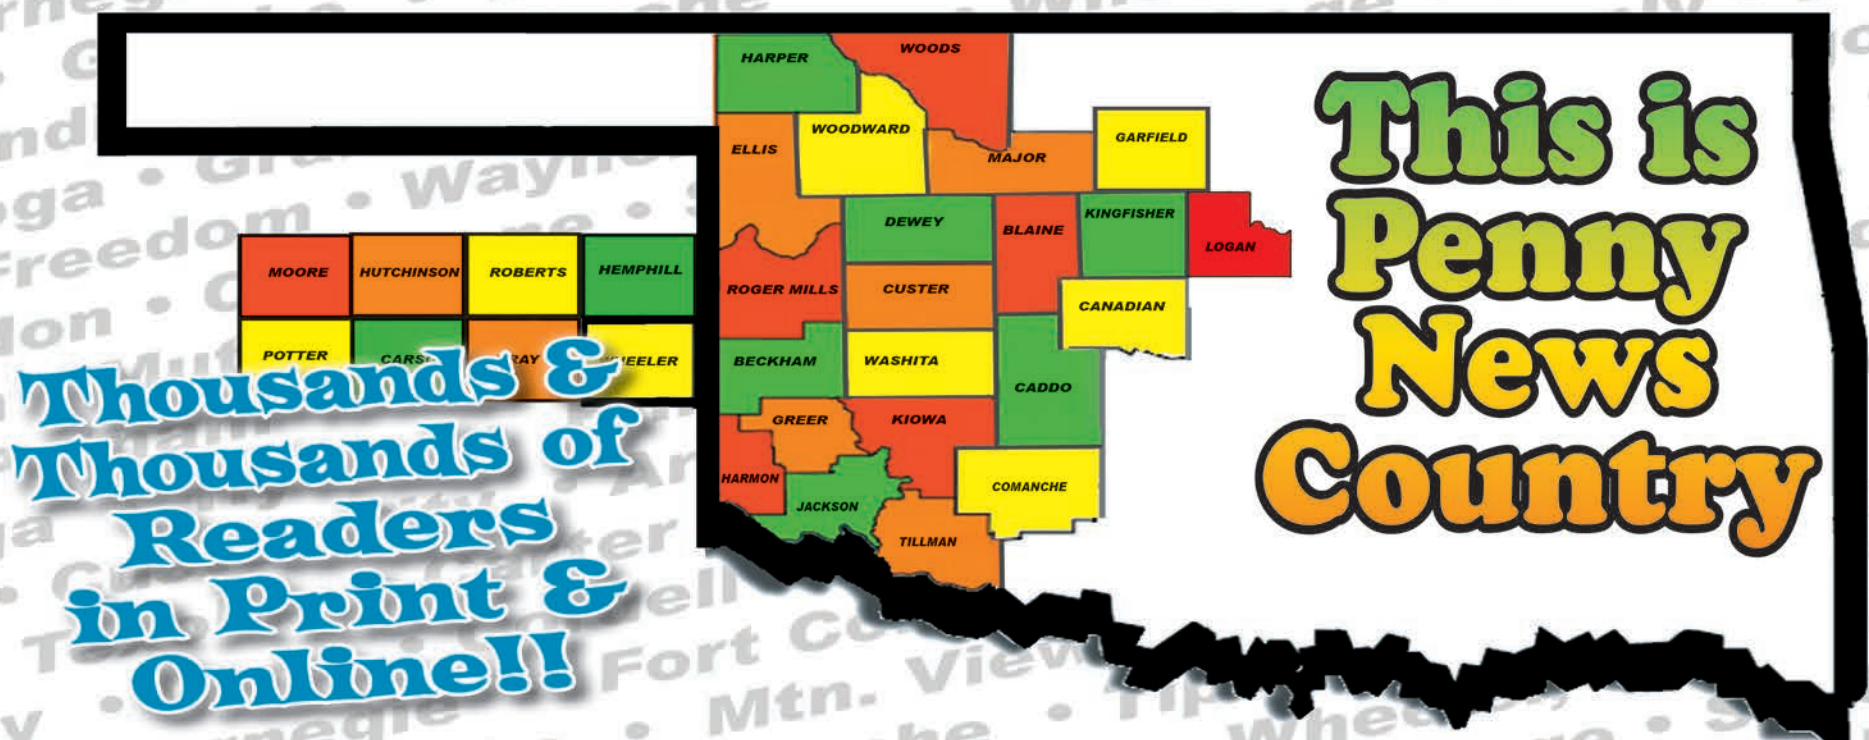 HARPER
WOODS
ELLIS
WOODWARD
MAJOR
GARFIELD
DEWEY
BLAINE
KINGFISHER
LOGAN
ROGER MILLS
CUSTER
CANADIAN
BECKHAM
WASHITA
CADDO
GREER
KIOWA
HARMON
JACKSON
COMANCHE
TILLMAN
MOORE
HUTCHINSON
ROBERTS
HEMPHILL
POTTER
This is
Penny
News
Country
Thousands &
Thousands of
Readers
in Print &
Online!!
Freedom •
Fort
• Mtn. View